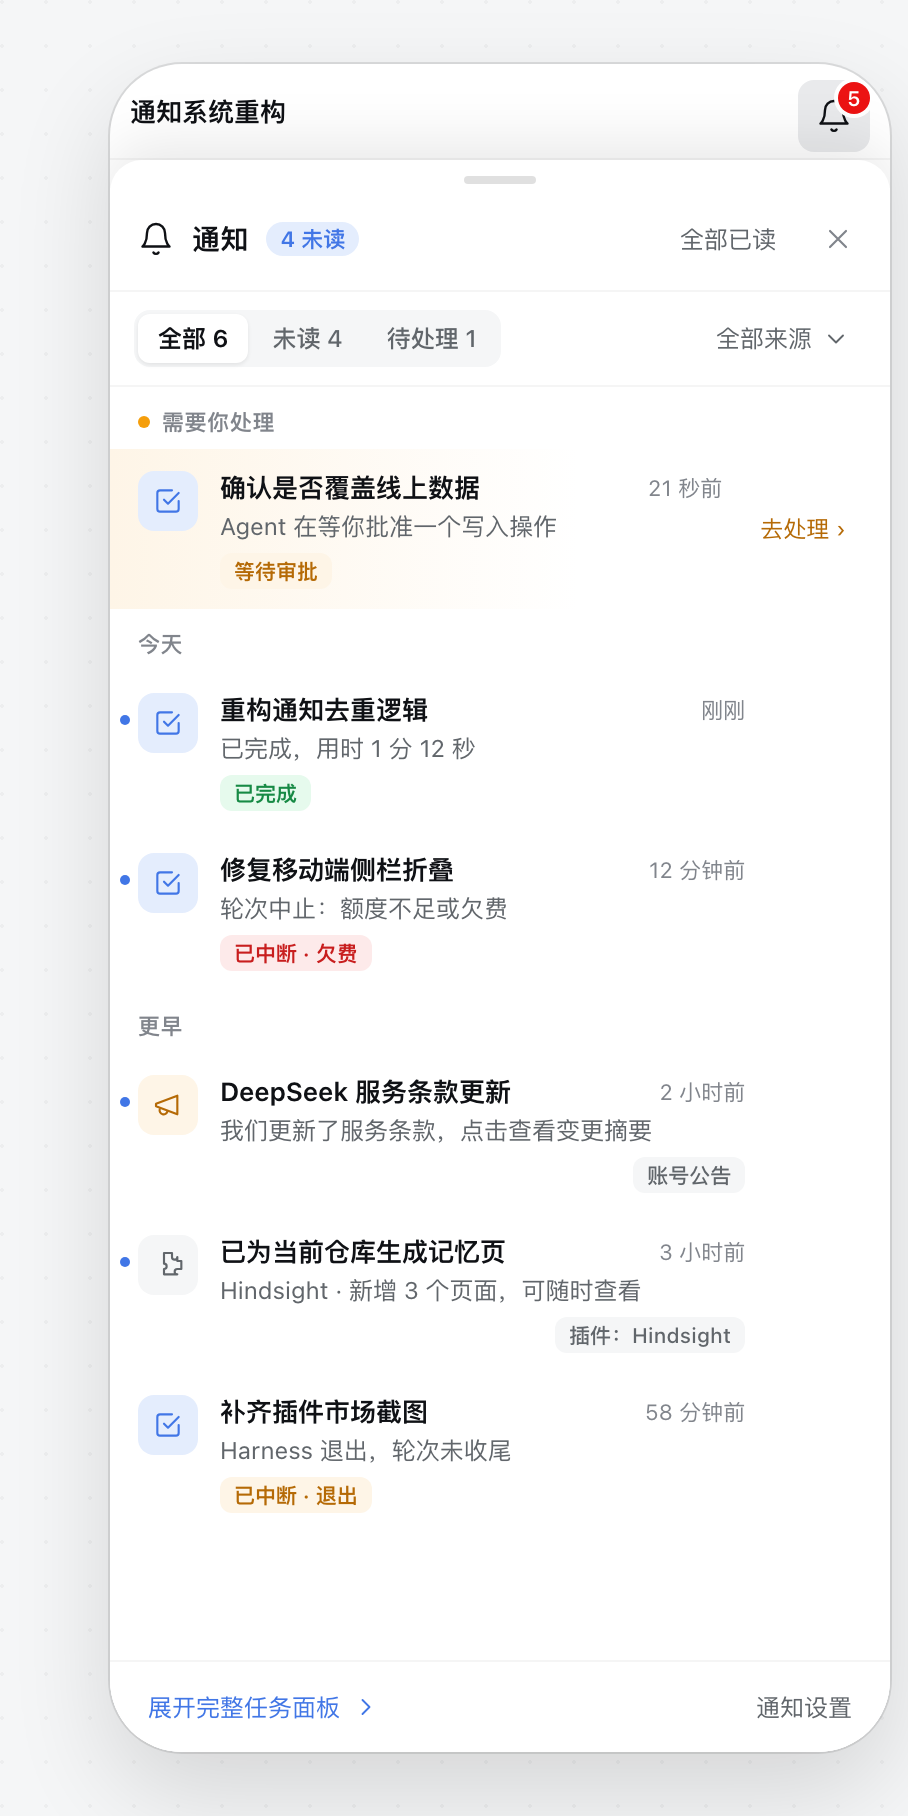 通知系统重构
5
通知 4 未读 全部已读
全部 6 未读 4 待处理 1 全部来源
需要你处理
确认是否覆盖线上数据 21 秒前
Agent 在等你批准一个写入操作 去处理 ›
等待审批
今天
重构通知去重逻辑 刚刚
已完成，用时 1 分 12 秒
已完成
修复移动端侧栏折叠 12 分钟前
轮次中止：额度不足或欠费
已中断 · 欠费
更早
DeepSeek 服务条款更新 2 小时前
我们更新了服务条款，点击查看变更摘要
账号公告
已为当前仓库生成记忆页 3 小时前
Hindsight · 新增 3 个页面，可随时查看
插件：Hindsight
补齐插件市场截图 58 分钟前
Harness 退出，轮次未收尾
已中断 · 退出
展开完整任务面板 通知设置